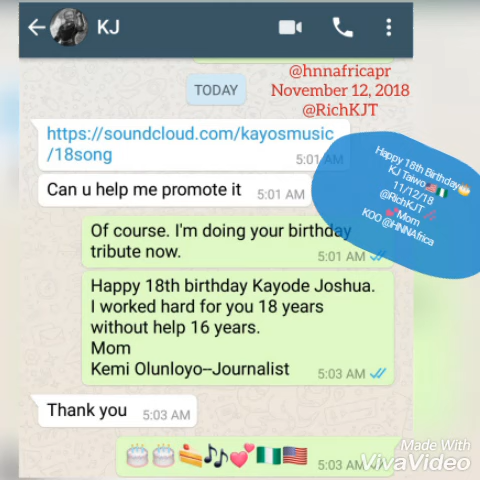 KJ
@hnnafricapr
November 12, 2018
@RichKJT
TODAY
https://soundcloud.com/kayosmusic
/18song
5:01 AM
Can u help me promote it
5:01 AM
Happy 18th Birthday
KJ Taiwo🇺🇸🇳🇬
11/12/18
@RichKJT🎶
💕Mom
KOO @HNNAfrica
Of course. I'm doing your birthday
tribute now.
5:01 AM
Happy 18th birthday Kayode Joshua.
I worked hard for you 18 years
without help 16 years.
Mom
Kemi Olunloyo--Journalist
5:03 AM
Thank you
5:03 AM
🎂🎂🍰🎶💕🇳🇬🇺🇸
5:03 AM
Made With
VivaVideo